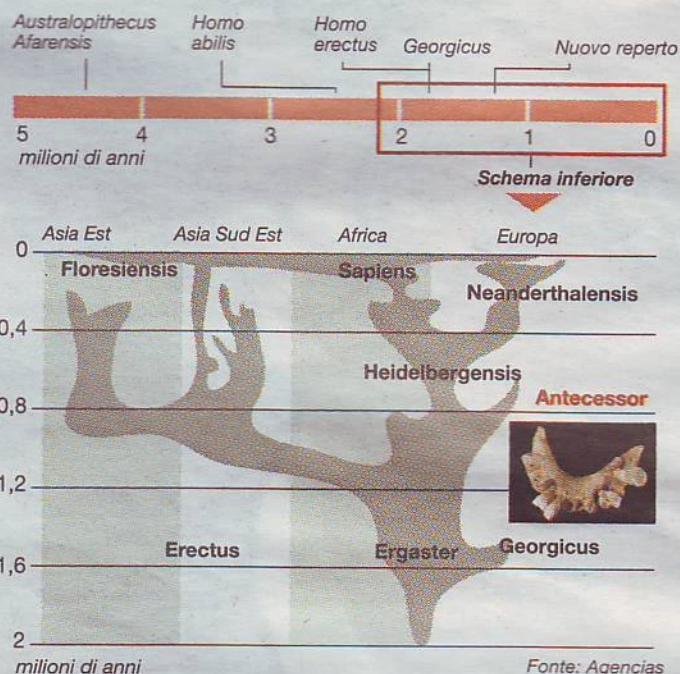 Australopithecus
Afarensis
Homo
abilis
Homo
erectus
Georgicus
Nuovo reperto
5 4 3 2 1 0
milioni di anni
Schema inferiore
Asia Est Asia Sud Est Africa Europa
0
Floresiensis Sapiens
Neanderthalensis
0,4
Heidelbergensis
Antecessor
0,8
1,2
Erectus Ergaster Georgicus
1,6
2
milioni di anni Fonte: Agencias